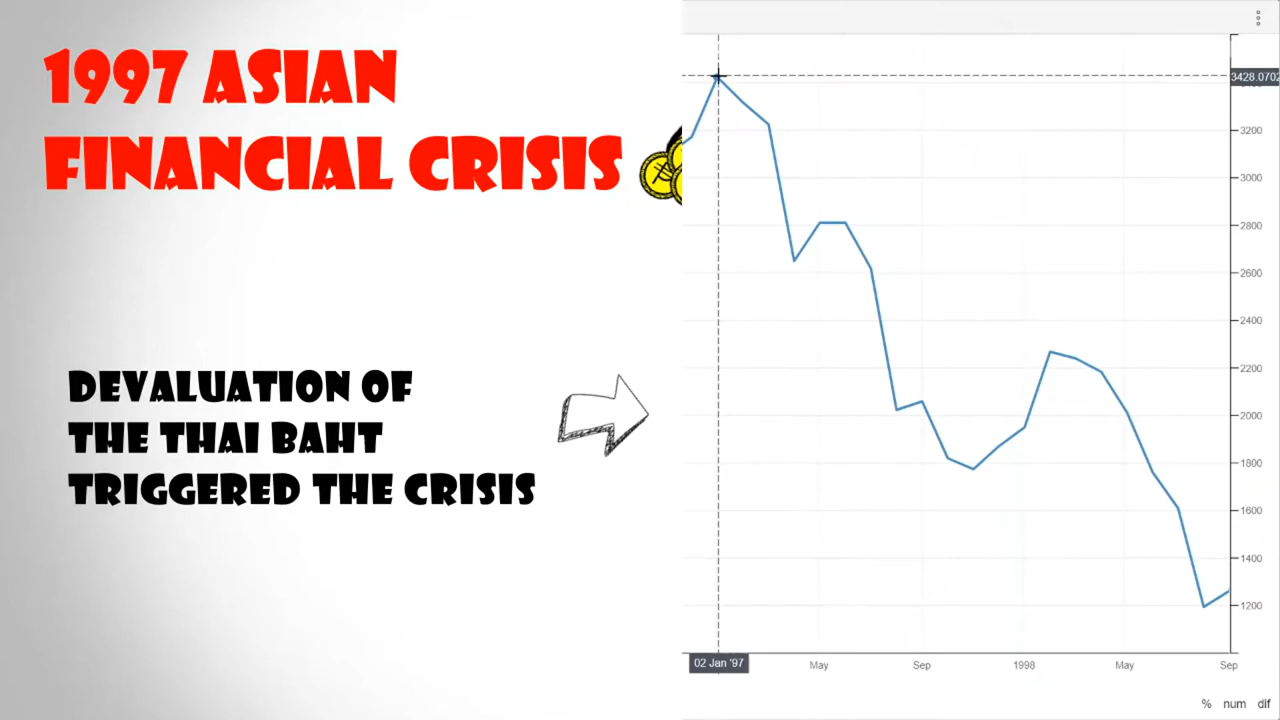 1997 ASIAN
FINANCIAL CRISIS
DEVALUATION OF
THE THAI BAHT
TRIGGERED THE CRISIS
3428.0702
3200
3000
2800
2600
2400
2200
2000
1800
1600
1400
1200
02 Jan '97
May
Sep
1998
May
Sep
% num dif